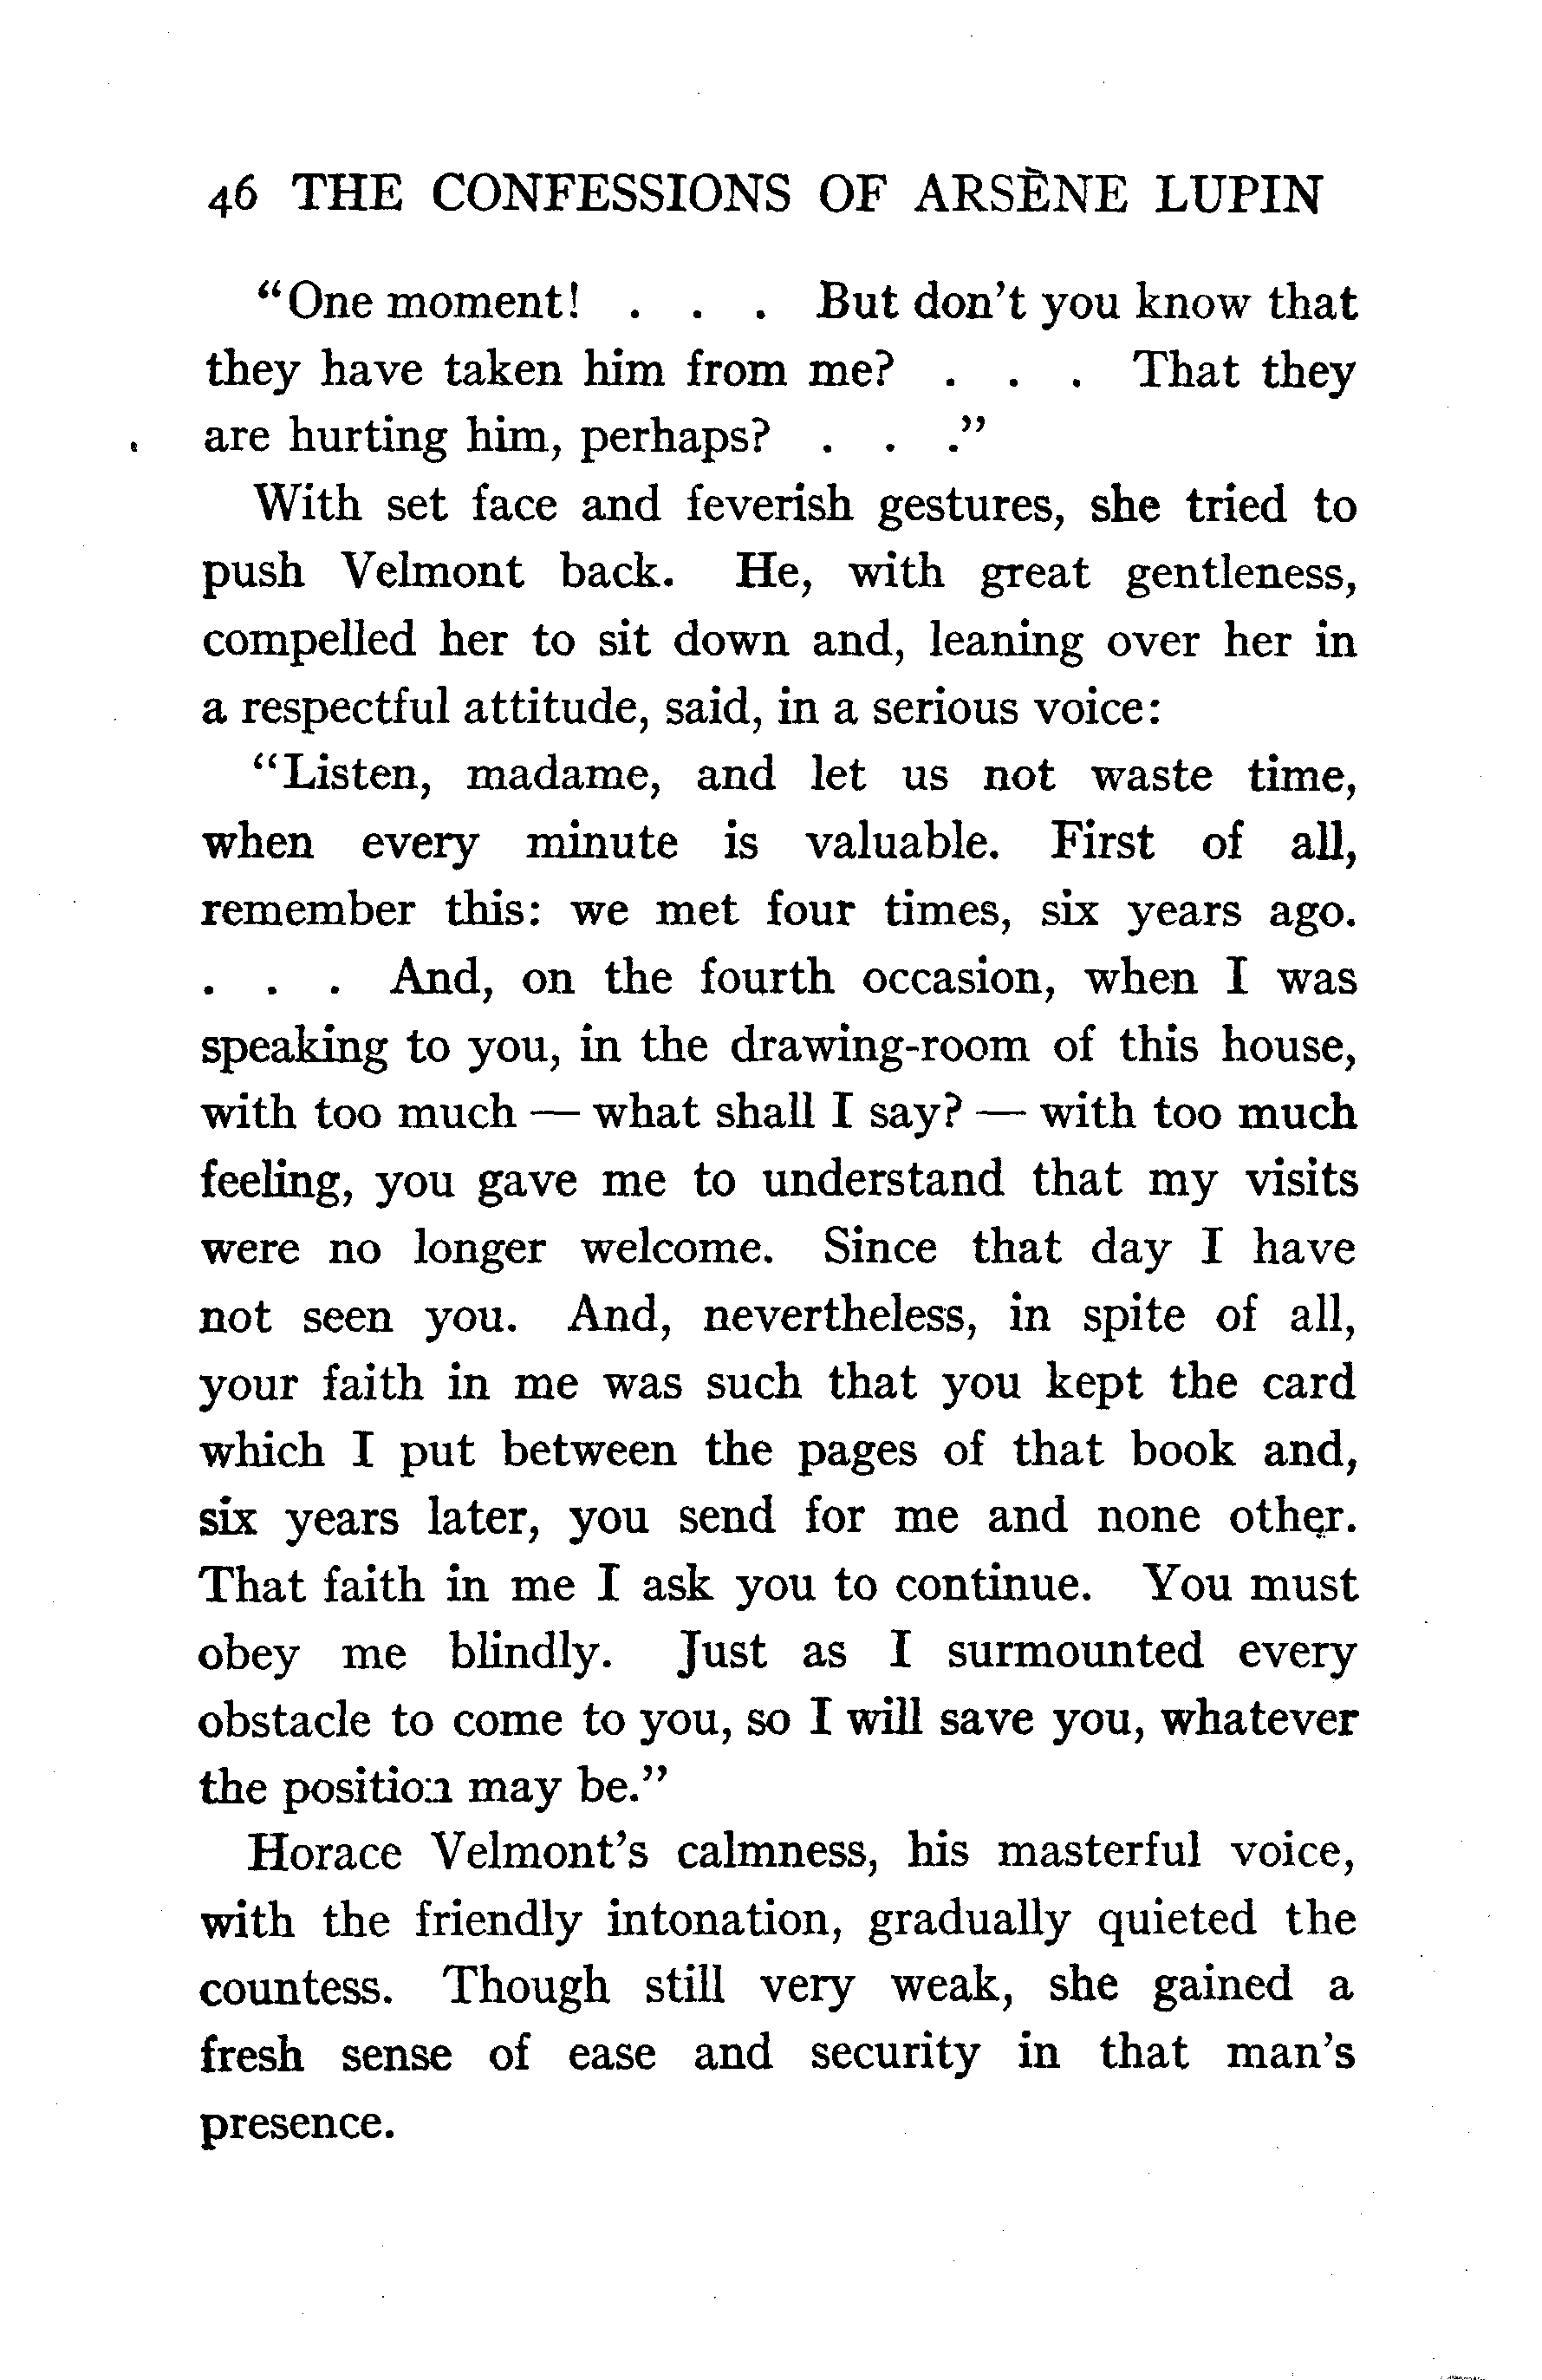 46 THE CONFESSIONS OF ARSÈNE LUPIN
"One moment! . . . But don't you know that
they have taken him from me? . . . That they
are hurting him, perhaps? . . ."
With set face and feverish gestures, she tried to
push Velmont back. He, with great gentleness,
compelled her to sit down and, leaning over her in
a respectful attitude, said, in a serious voice:
"Listen, madame, and let us not waste time,
when every minute is valuable. First of all,
remember this: we met four times, six years ago.
. . . And, on the fourth occasion, when I was
speaking to you, in the drawing-room of this house,
with too much — what shall I say? — with too much
feeling, you gave me to understand that my visits
were no longer welcome. Since that day I have
not seen you. And, nevertheless, in spite of all,
your faith in me was such that you kept the card
which I put between the pages of that book and,
six years later, you send for me and none other.
That faith in me I ask you to continue. You must
obey me blindly. Just as I surmounted every
obstacle to come to you, so I will save you, whatever
the position may be."
Horace Velmont's calmness, his masterful voice,
with the friendly intonation, gradually quieted the
countess. Though still very weak, she gained a
fresh sense of ease and security in that man's
presence.